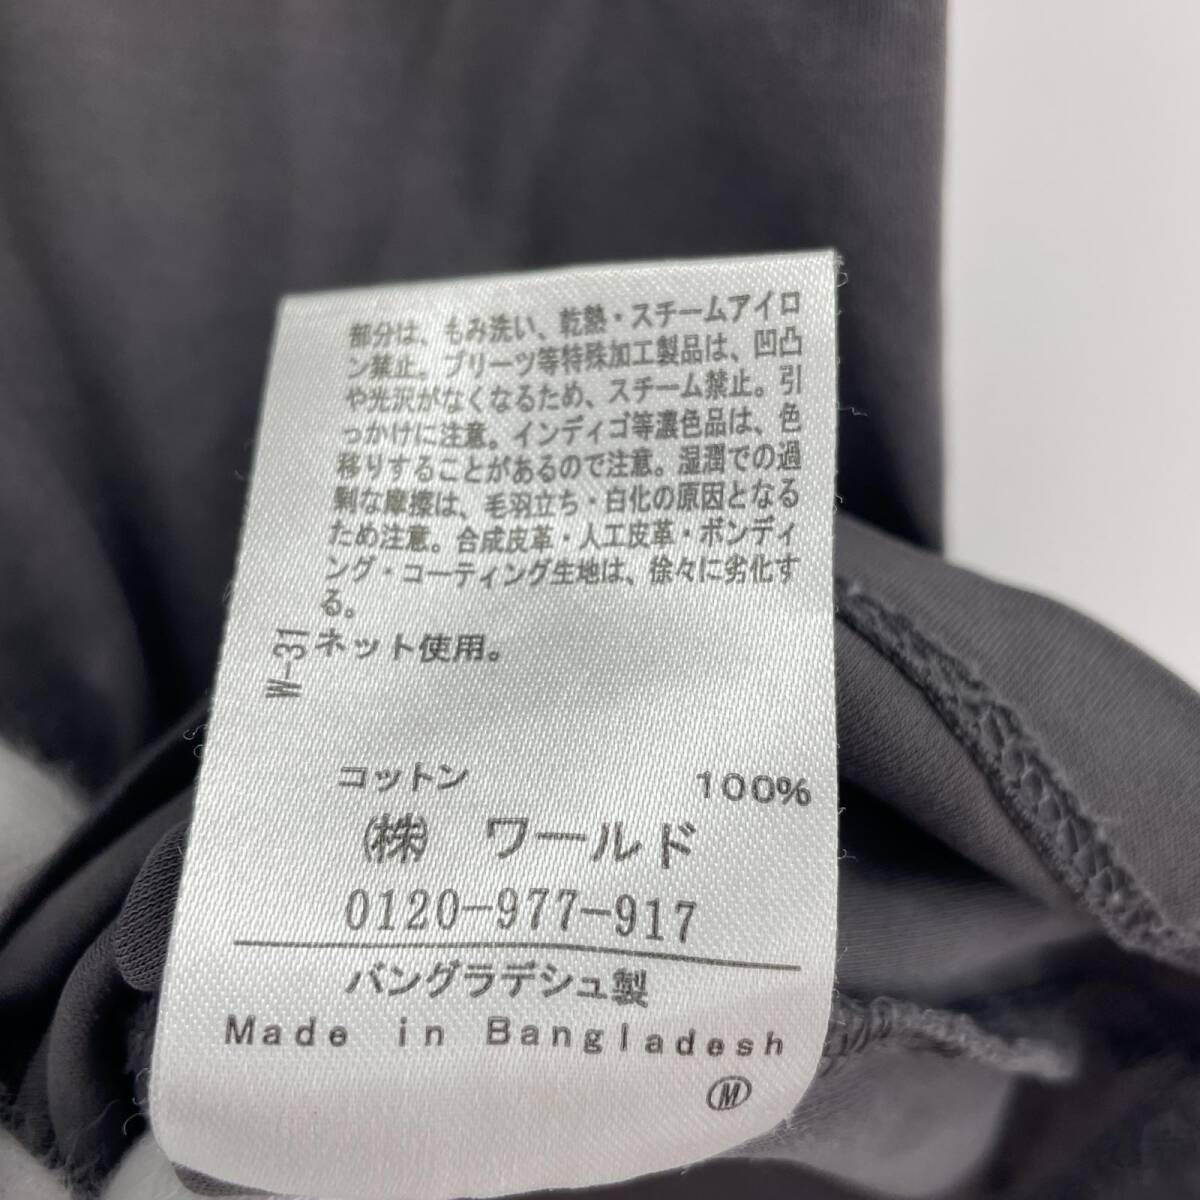 部分は、もみ洗い、乾熱・スチームアイロ
ン禁止。プリーツ等特殊加工製品は、凹凸
や光沢がなくなるため、スチーム禁止。引
っかけに注意。インディゴ等濃色品は、色
移りすることがあるので注意。湿潤での過
剰な摩擦は、毛羽立ち・白化の原因となる
ため注意。合成皮革・人工皮革・ボンディ
ング・コーティング生地は、徐々に劣化す
る。
ネット使用。
W-31
コットン 100%
㈱ ワールド
0120-977-917
バングラデシュ製
Made in Bangladesh
Ⓜ